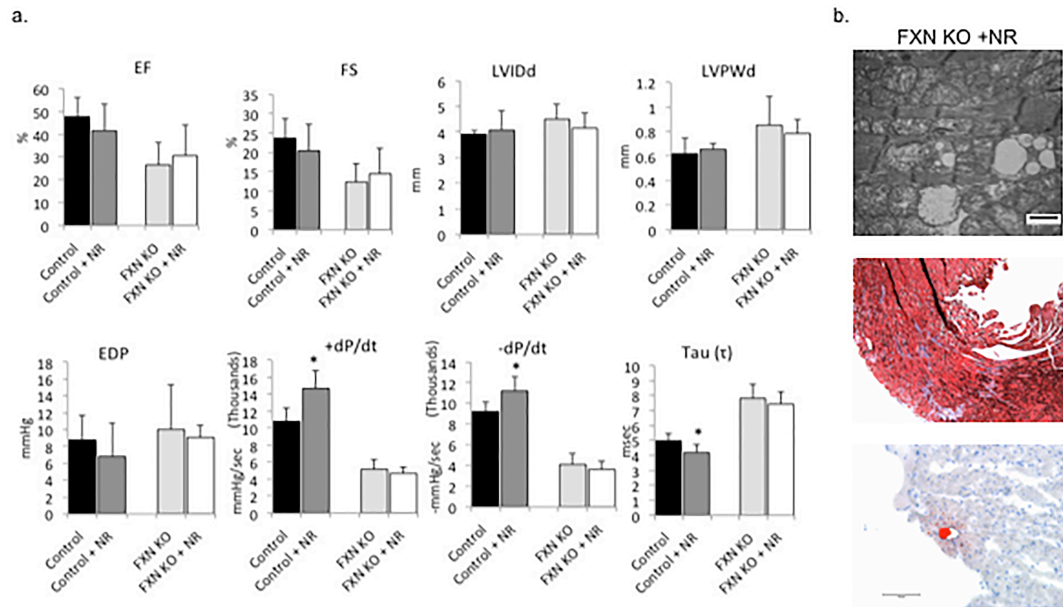 a.
b.
EF
FS
LVIDd
LVPWd
FXN KO +NR
%
60
50
40
30
20
10
0
Control
Control + NR
FXN KO
FXN KO + NR
%
35
30
25
20
15
10
5
0
Control
Control + NR
FXN KO
FXN KO + NR
mm
6
5
4
3
2
1
0
Control
Control + NR
FXN KO
FXN KO + NR
mm
1.2
1
0.8
0.6
0.4
0.2
0
Control
Control + NR
FXN KO
FXN KO + NR
EDP
+dP/dt
-dP/dt
Tau (τ)
mmHg
18
16
14
12
10
8
6
4
2
0
Control
Control + NR
FXN KO
FXN KO + NR
mmHg/sec (Thousands)
18
16
14
12
10
8
6
4
2
0
*
Control
Control + NR
FXN KO
FXN KO + NR
-mmHg/sec (Thousands)
14
12
10
8
6
4
2
0
*
Control
Control + NR
FXN KO
FXN KO + NR
msec
10
9
8
7
6
5
4
3
2
1
0
*
Control
Control + NR
FXN KO
FXN KO + NR